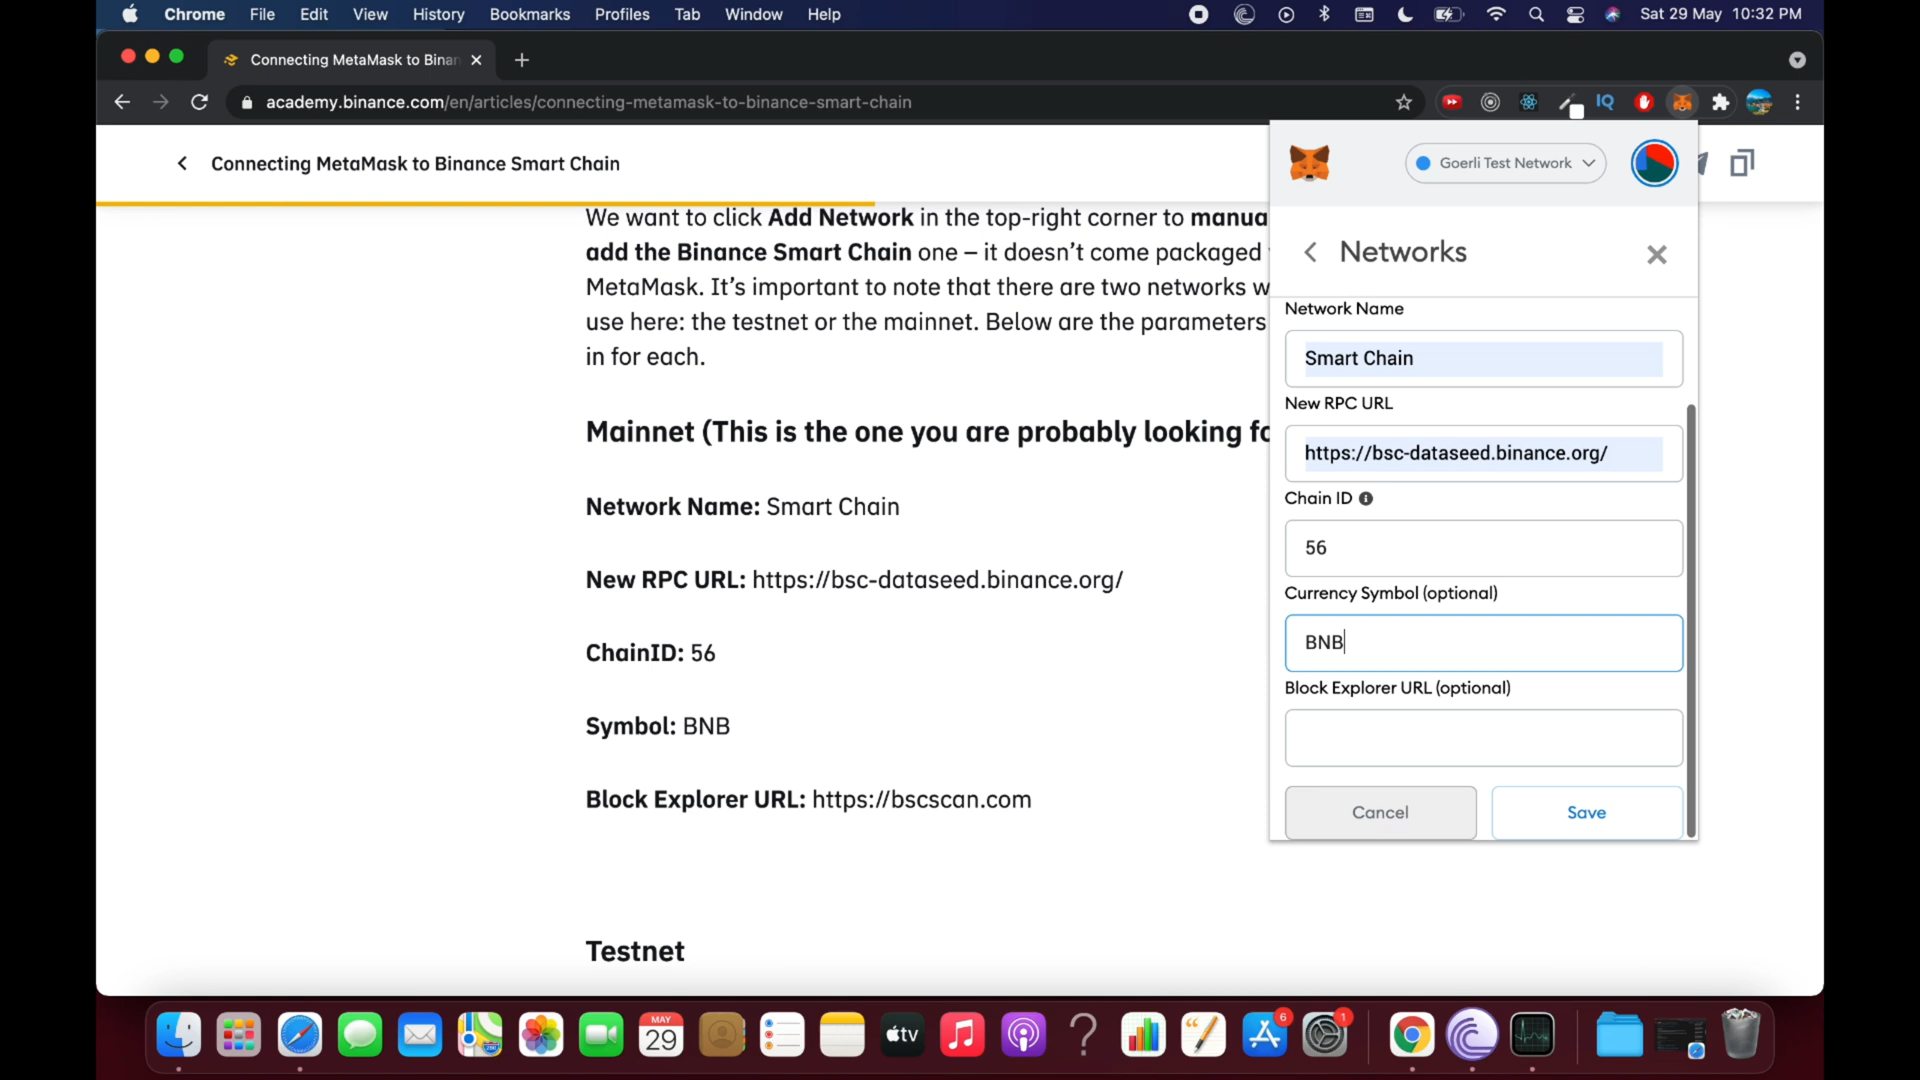 Chrome File Edit View History Bookmarks Profiles Tab Window Help Sat 29 May 10:32 PM
Connecting MetaMask to Binan
academy.binance.com/en/articles/connecting-metamask-to-binance-smart-chain
IQ
Connecting MetaMask to Binance Smart Chain
We want to click Add Network in the top-right corner to manua
add the Binance Smart Chain one – it doesn't come packaged
MetaMask. It's important to note that there are two networks w
use here: the testnet or the mainnet. Below are the parameters
in for each.
Mainnet (This is the one you are probably looking fo
Network Name: Smart Chain
New RPC URL: https://bsc-dataseed.binance.org/
ChainID: 56
Symbol: BNB
Block Explorer URL: https://bscscan.com
Testnet
Goerli Test Network
Networks
Network Name
Smart Chain
New RPC URL
https://bsc-dataseed.binance.org/
Chain ID
56
Currency Symbol (optional)
BNB
Block Explorer URL (optional)
Cancel Save
MAY
29
tv
6
1